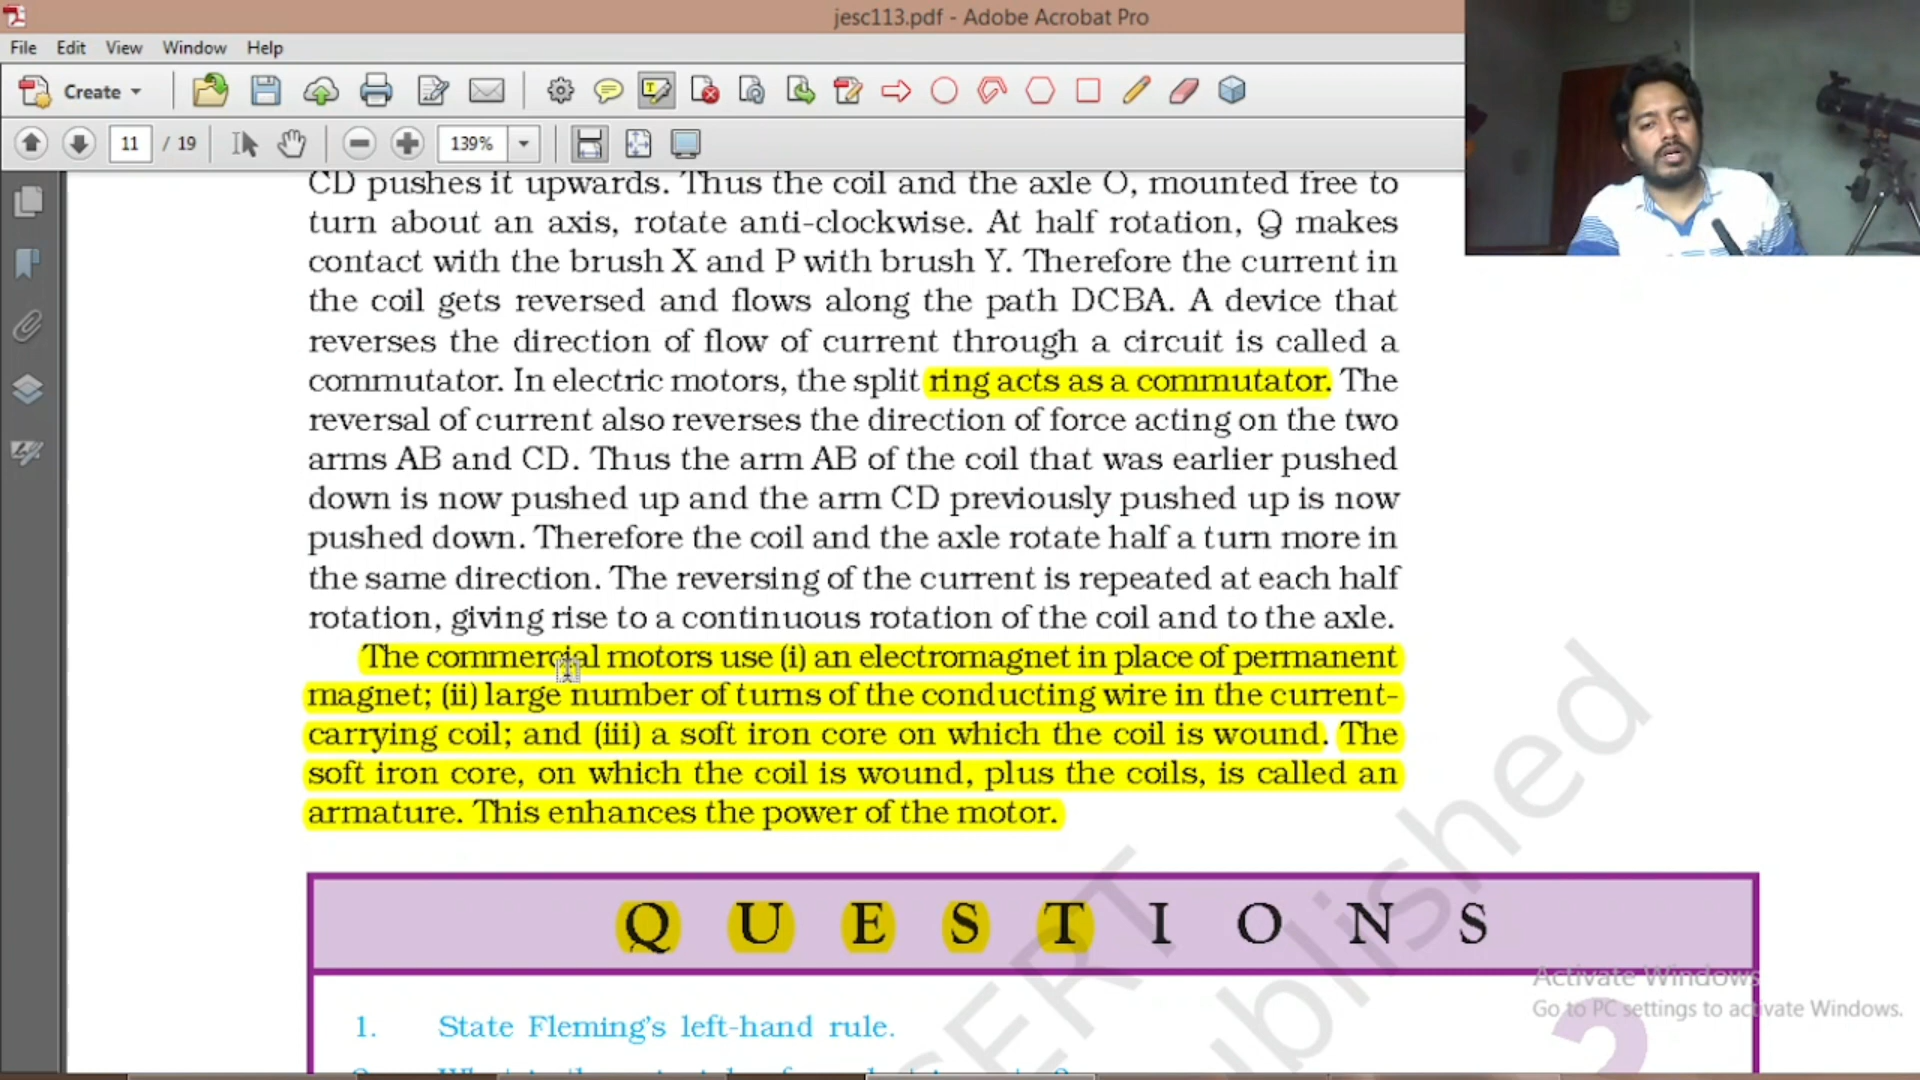 jesc113.pdf - Adobe Acrobat Pro
File Edit View Window Help
Create
11 / 19 139%
CD pushes it upwards. Thus the coil and the axle O, mounted free to
turn about an axis, rotate anti-clockwise. At half rotation, Q makes
contact with the brush X and P with brush Y. Therefore the current in
the coil gets reversed and flows along the path DCBA. A device that
reverses the direction of flow of current through a circuit is called a
commutator. In electric motors, the split ring acts as a commutator. The
reversal of current also reverses the direction of force acting on the two
arms AB and CD. Thus the arm AB of the coil that was earlier pushed
down is now pushed up and the arm CD previously pushed up is now
pushed down. Therefore the coil and the axle rotate half a turn more in
the same direction. The reversing of the current is repeated at each half
rotation, giving rise to a continuous rotation of the coil and to the axle.
The commercial motors use (i) an electromagnet in place of permanent
magnet; (ii) large number of turns of the conducting wire in the current-
carrying coil; and (iii) a soft iron core on which the coil is wound. The
soft iron core, on which the coil is wound, plus the coils, is called an
armature. This enhances the power of the motor.
QUESTIONS
Activate Windows
Go to PC settings to activate Windows.
1. State Fleming's left-hand rule.